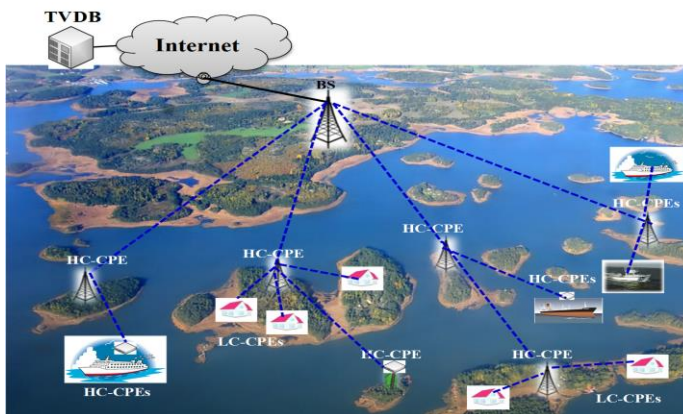 TVDB
Internet
BS
HC-CPEs
HC-CPE
HC-CPE
HC-CPE
HC-CPEs
LC-CPEs
HC-CPE
HC-CPE
HC-CPEs
LC-CPEs